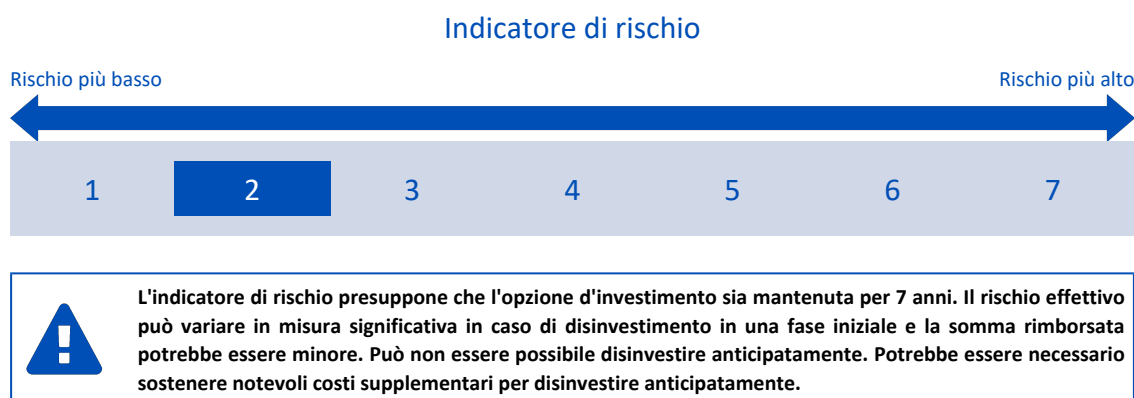 Indicatore di rischio
Rischio più basso
Rischio più alto
1 2 3 4 5 6 7
L'indicatore di rischio presuppone che l'opzione d'investimento sia mantenuta per 7 anni. Il rischio effettivo
può variare in misura significativa in caso di disinvestimento in una fase iniziale e la somma rimborsata
potrebbe essere minore. Può non essere possibile disinvestire anticipatamente. Potrebbe essere necessario
sostenere notevoli costi supplementari per disinvestire anticipatamente.